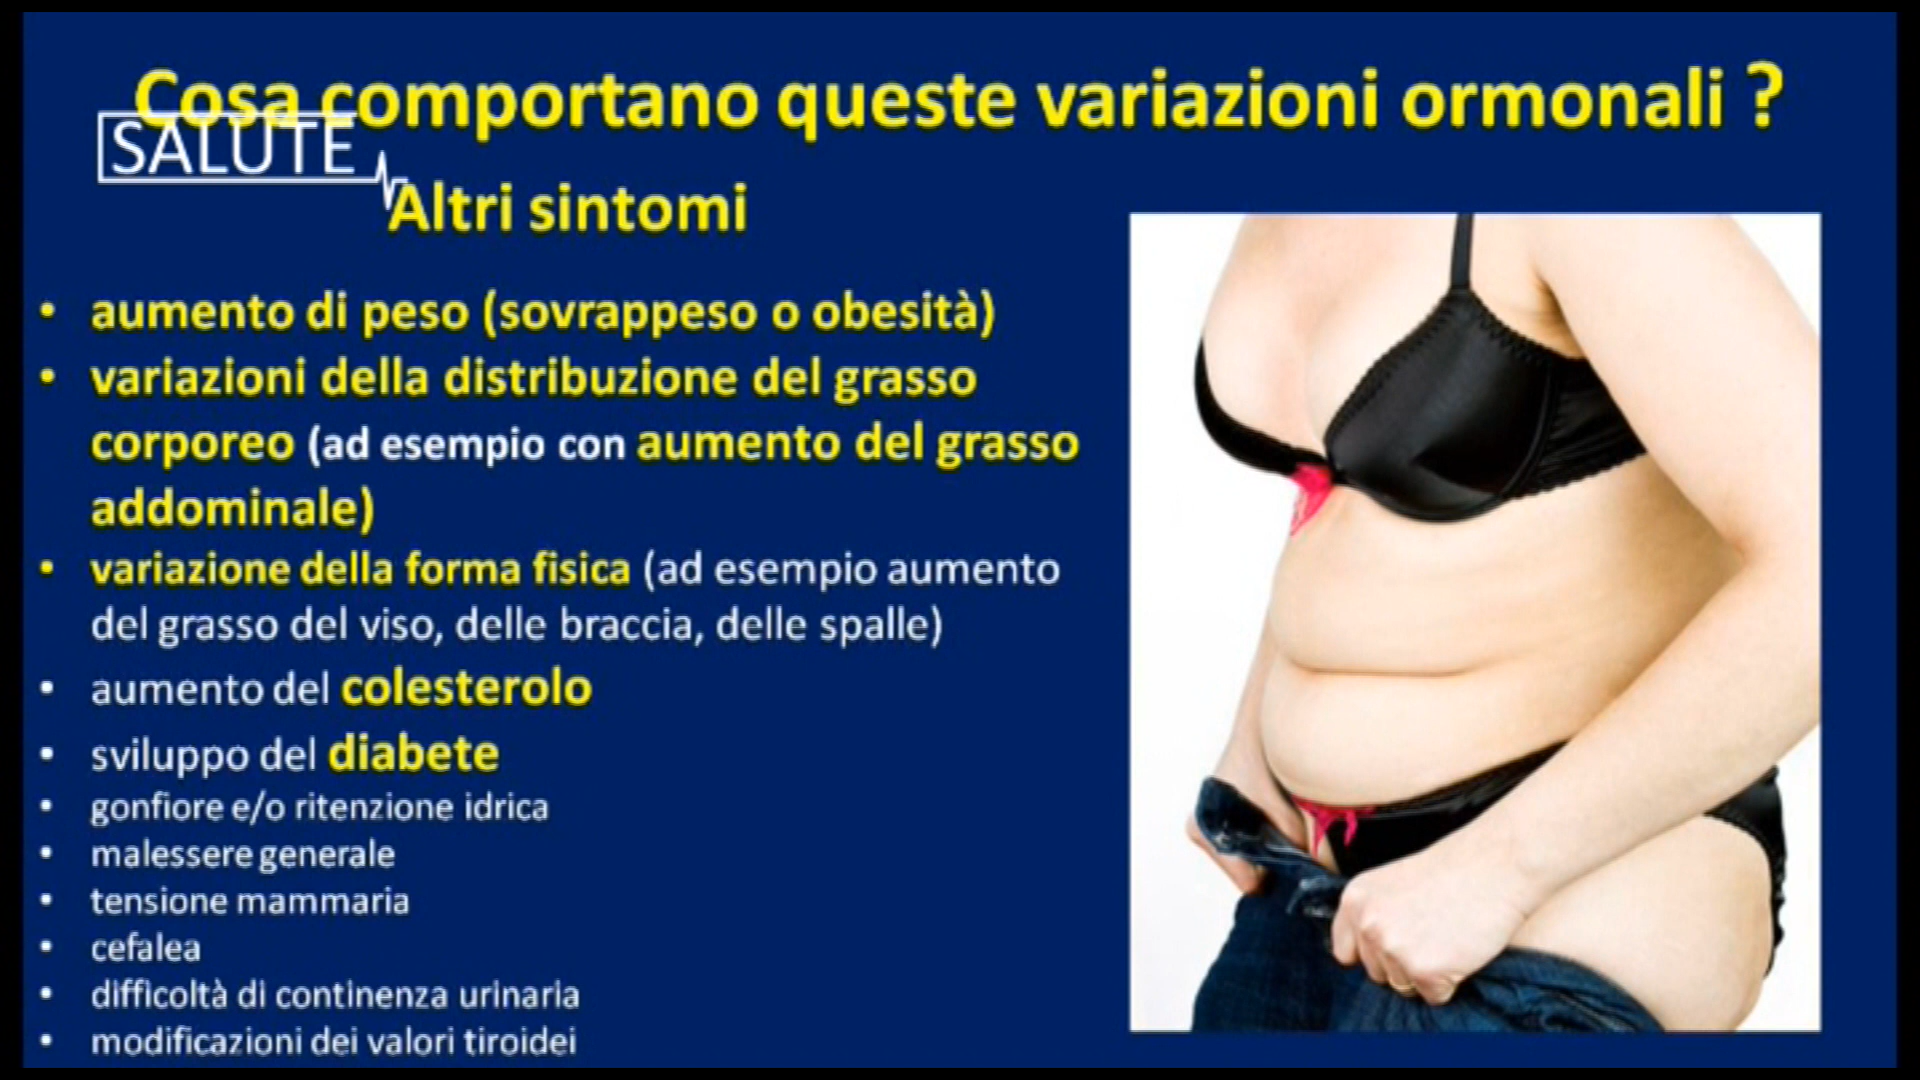 Cosa comportano queste variazioni ormonali ?
SALUTE
Altri sintomi
• aumento di peso (sovrappeso o obesità)
• variazioni della distribuzione del grasso
corporeo (ad esempio con aumento del grasso
addominale)
• variazione della forma fisica (ad esempio aumento
del grasso del viso, delle braccia, delle spalle)
• aumento del colesterolo
• sviluppo del diabete
• gonfiore e/o ritenzione idrica
• malessere generale
• tensione mammaria
• cefalea
• difficoltà di continenza urinaria
• modificazioni dei valori tiroidei